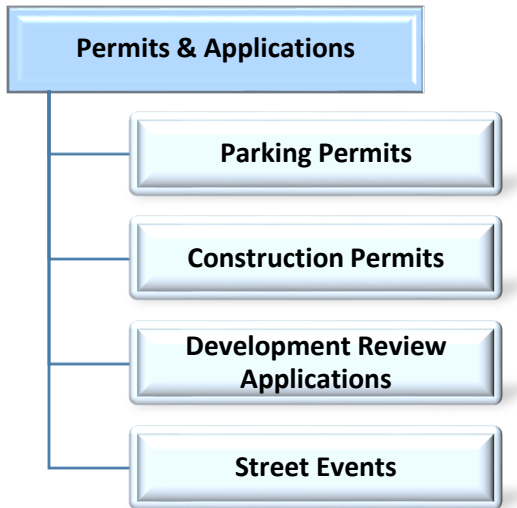 Permits & Applications
Parking Permits
Construction Permits
Development Review
Applications
Street Events